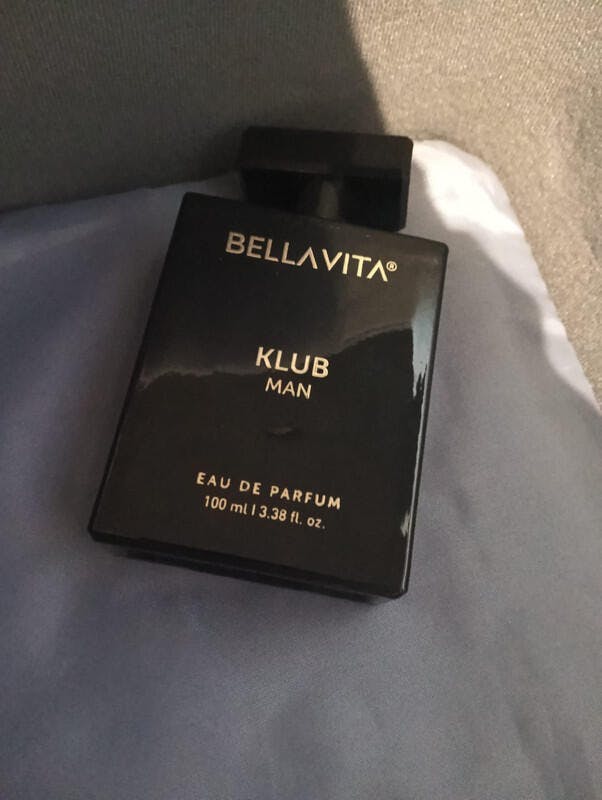 BELLAVITA®
KLUB
MAN
EAU DE PARFUM
100 ml | 3.38 fl. oz.